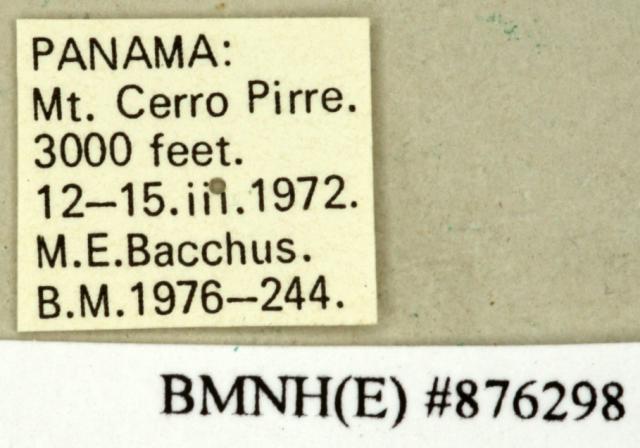 PANAMA:
Mt. Cerro Pirre.
3000 feet.
12–15.iii.1972.
M.E.Bacchus.
B.M.1976–244.
BMNH(E) #876298